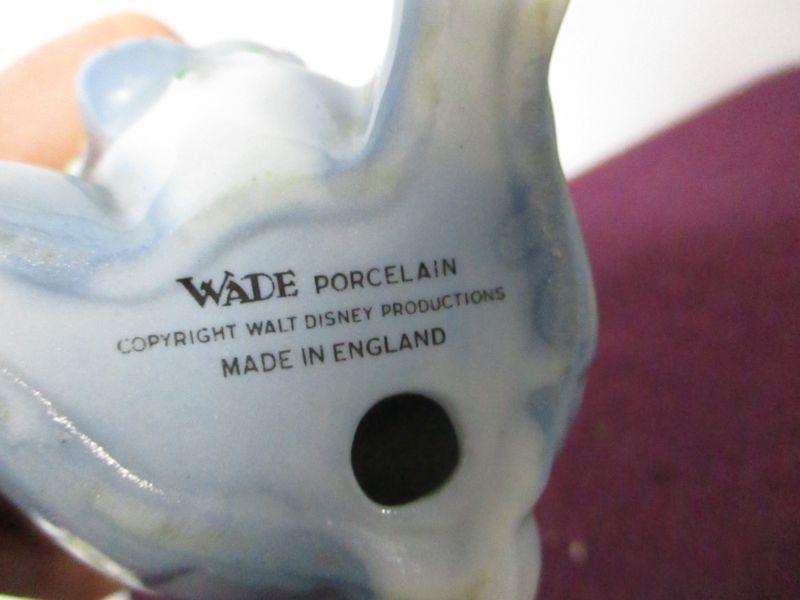 WADE PORCELAIN
COPYRIGHT WALT DISNEY PRODUCTIONS
MADE IN ENGLAND